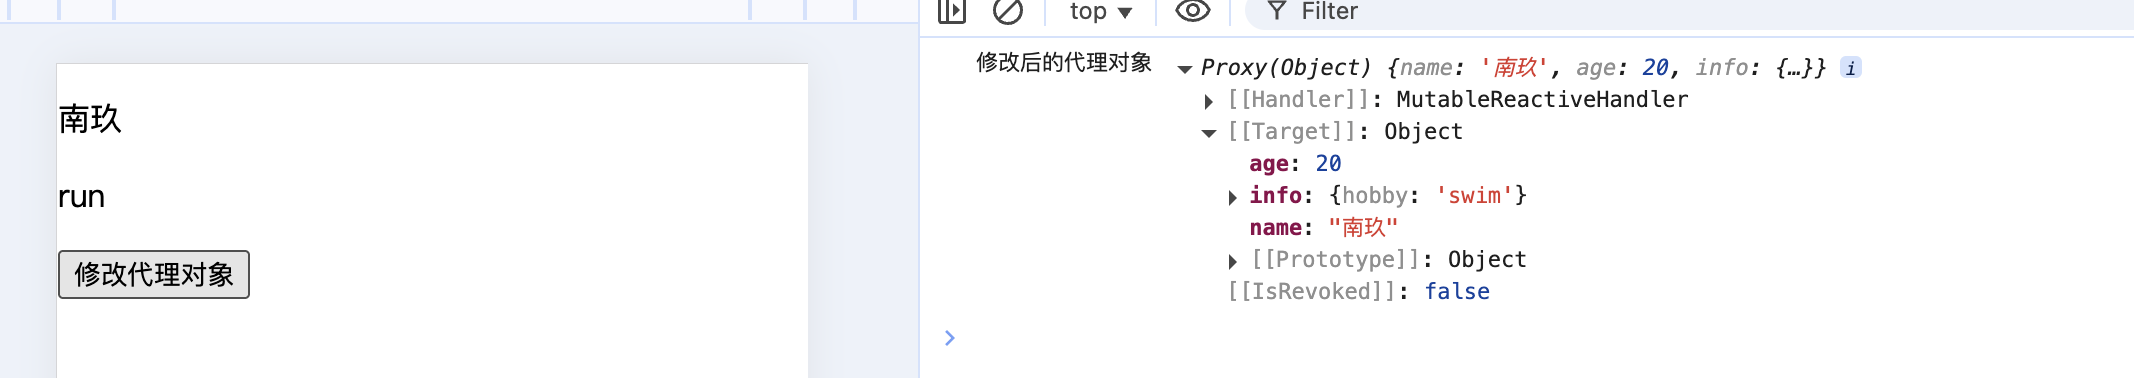 南玖
run
修改代理对象
top
Filter
修改后的代理对象 Proxy(Object) {name: '南玖', age: 20, info: {…}} i
[[Handler]]: MutableReactiveHandler
[[Target]]: Object
age: 20
info: {hobby: 'swim'}
name: "南玖"
[[Prototype]]: Object
[[IsRevoked]]: false